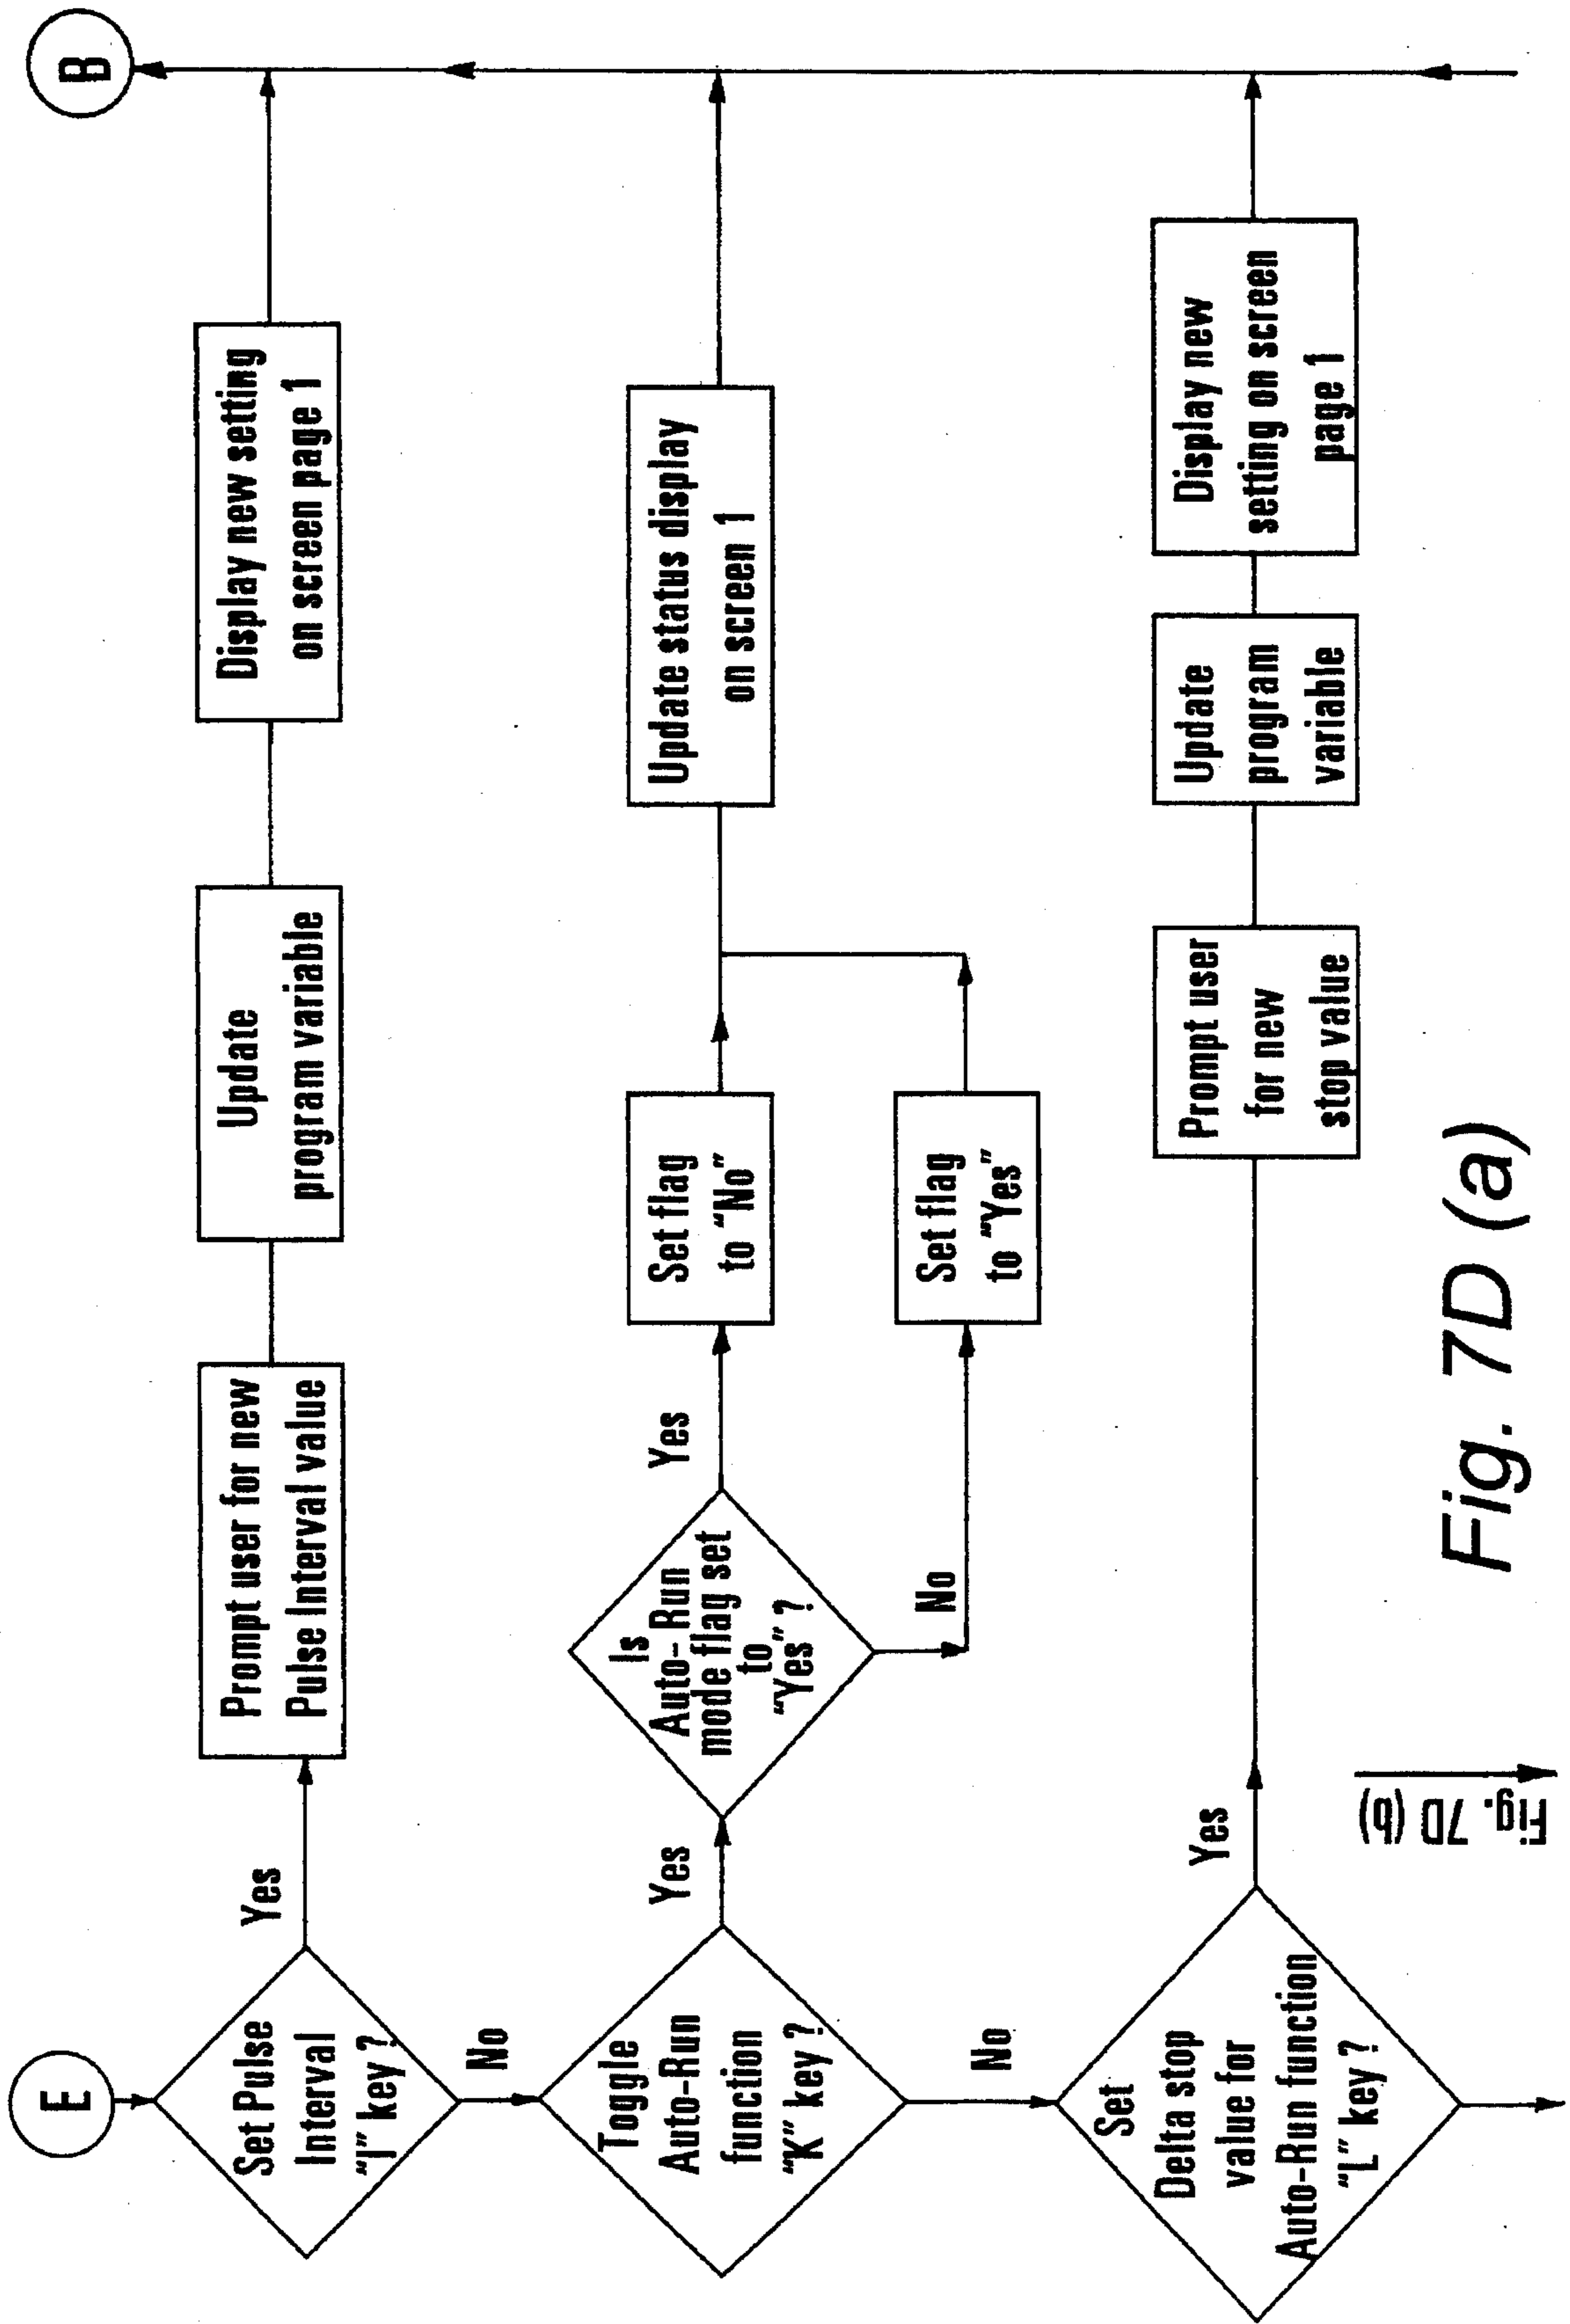 E
Set Pulse
Interval
“I” key ?
Yes
Prompt user for new
Pulse Interval value
Update
program variable
Display new setting
on screen page 1
B
No
Toggle
Auto-Run
function
“K” key ?
Yes
Is
Auto-Run
mode flag set
to
“Yes” ?
Yes
Set flag
to “No”
No
Set flag
to “Yes”
Update status display
on screen 1
No
Set
Delta stop
value for
Auto-Run function
“L” key ?
Yes
Prompt user
for new
stop value
Update
program
variable
Display new
setting on screen
page 1
Fig. 7D (b)
Fig. 7D (a)